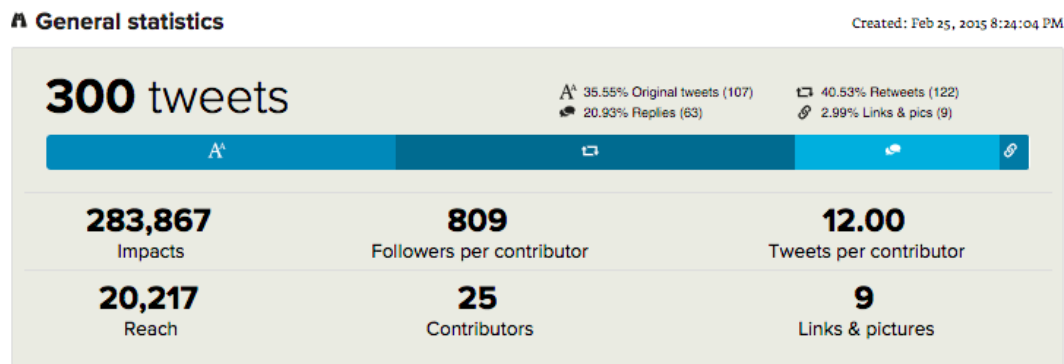 General statistics
Created: Feb 25, 2015 8:24:04 PM
300 tweets
35.55% Original tweets (107)
40.53% Retweets (122)
20.93% Replies (63)
2.99% Links & pics (9)
283,867
809
12.00
Impacts
Followers per contributor
Tweets per contributor
20,217
25
9
Reach
Contributors
Links & pictures